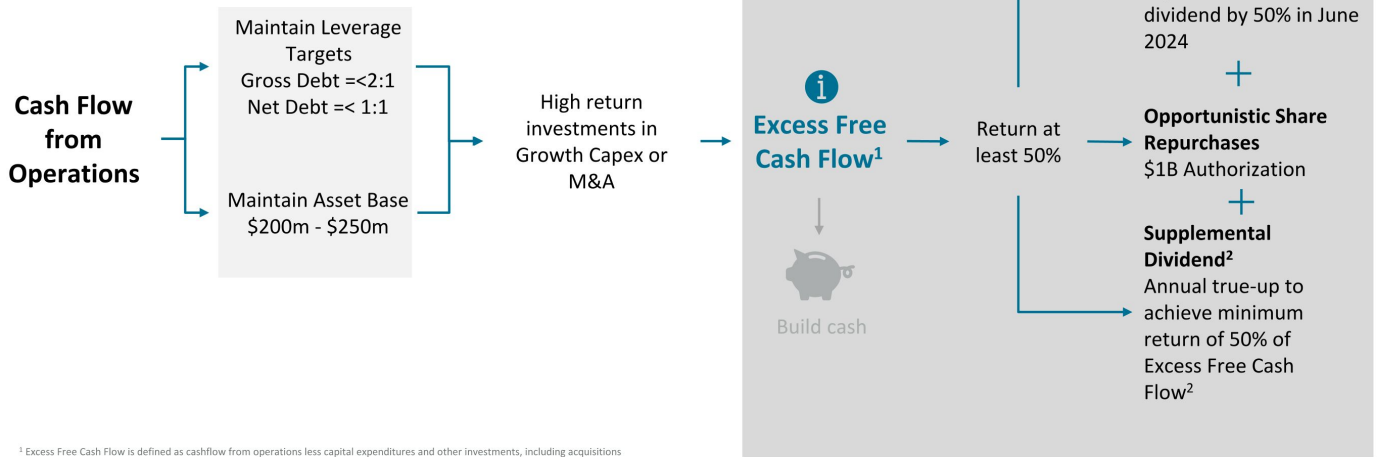 Cash Flow
from
Operations
Maintain Leverage
Targets
Gross Debt =<2:1
Net Debt =< 1:1
Maintain Asset Base
$200m - $250m
High return
investments in
Growth Capex or
M&A
i
Excess Free
Cash Flow¹
Build cash
Return at
least 50%
dividend by 50% in June
2024
+
Opportunistic Share
Repurchases
$1B Authorization
+
Supplemental
Dividend²
Annual true-up to
achieve minimum
return of 50% of
Excess Free Cash
Flow²
¹ Excess Free Cash Flow is defined as cashflow from operations less capital expenditures and other investments, including acquisitions